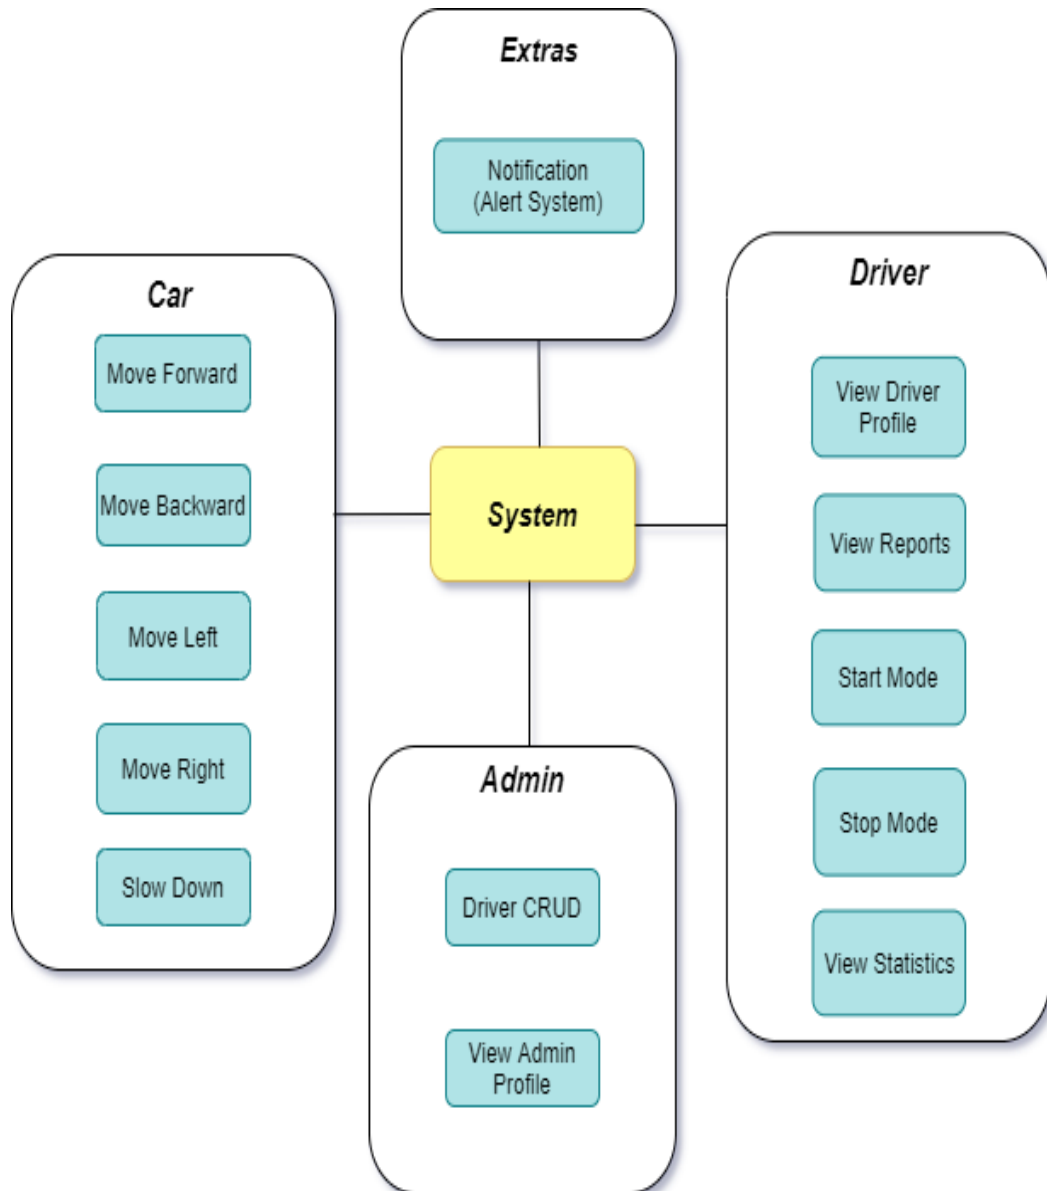 Extras
Notification
(Alert System)
Car
Move Forward
Move Backward
Move Left
Move Right
Slow Down
System
Driver
View Driver
Profile
View Reports
Start Mode
Stop Mode
View Statistics
Admin
Driver CRUD
View Admin
Profile